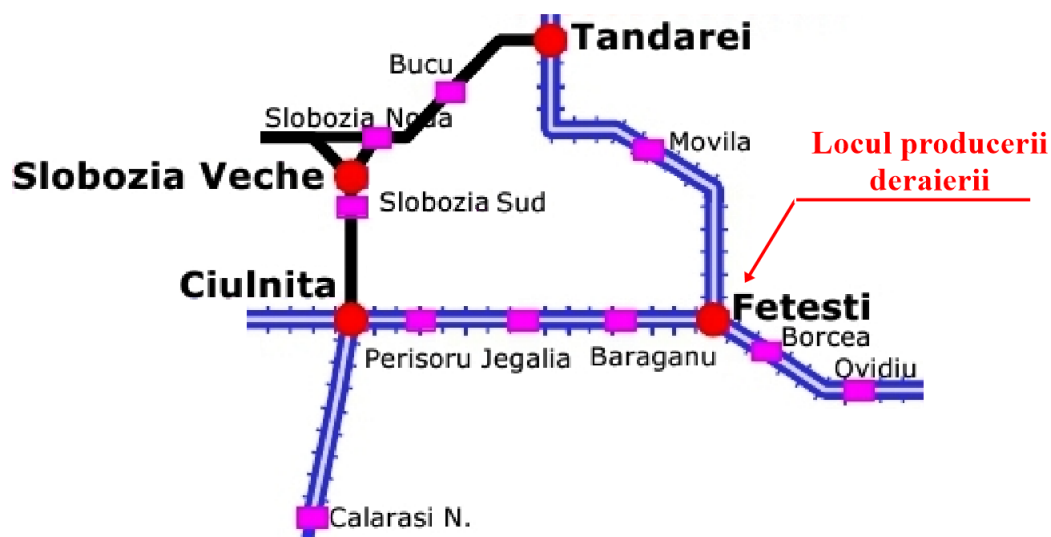 Tandarei
Bucu
Slobozia Noua
Movila
Locul producerii
deraierii
Slobozia Veche
Slobozia Sud
Ciulnita
Fetesti
Borcea
Perisoru Jegalia Baraganu
Ovidiu
Calarasi N.